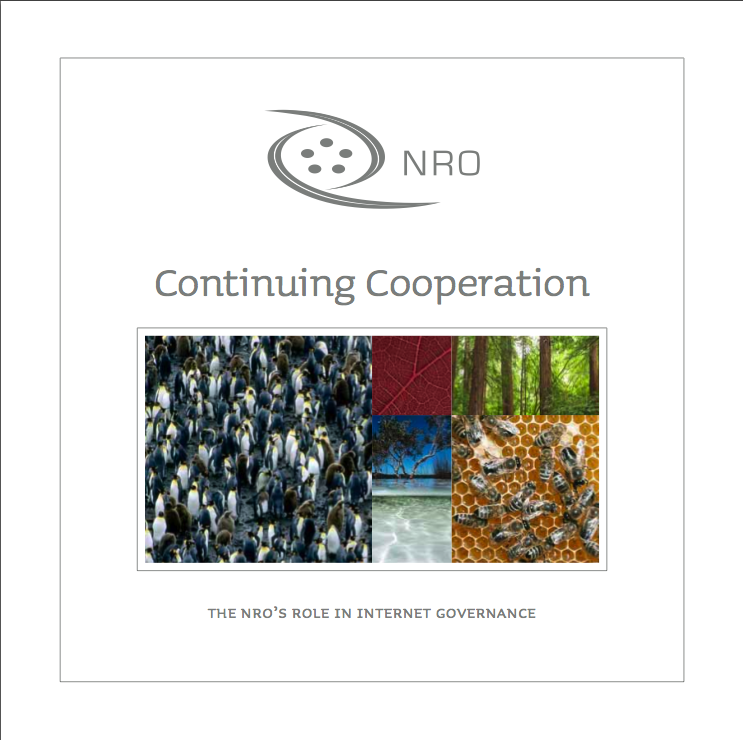 NRO
Continuing Cooperation
THE NRO'S ROLE IN INTERNET GOVERNANCE